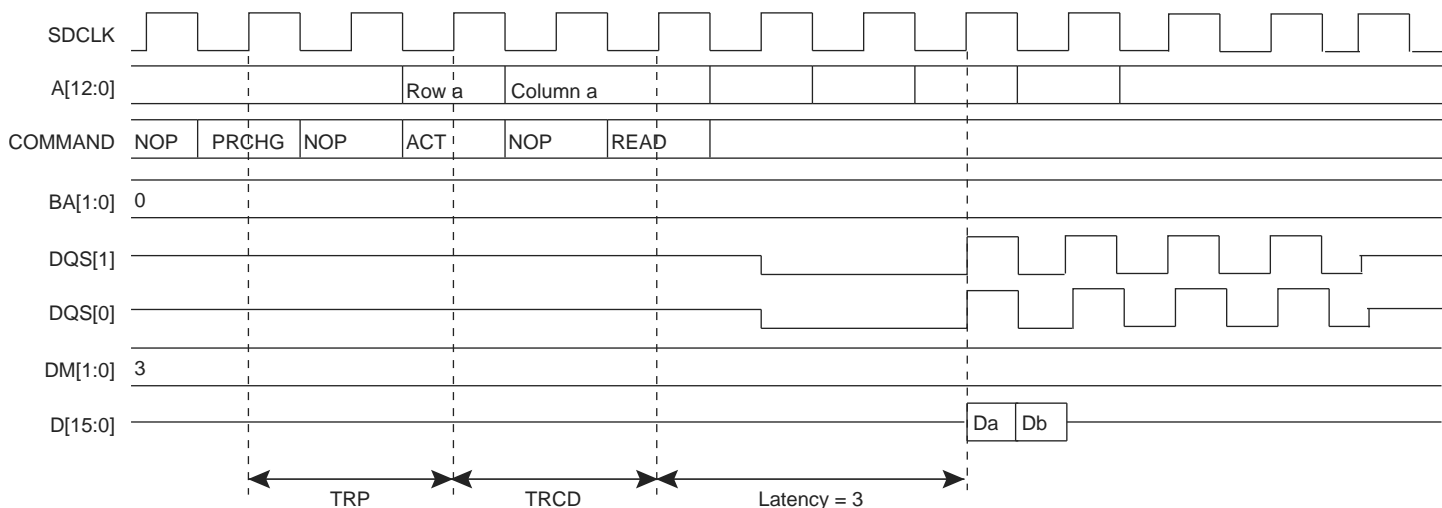 SDCLK
A[12:0] Row a Column a
COMMAND NOP PRCHG NOP ACT NOP READ
BA[1:0] 0
DQS[1]
DQS[0]
DM[1:0] 3
D[15:0] Da Db
TRP TRCD Latency = 3